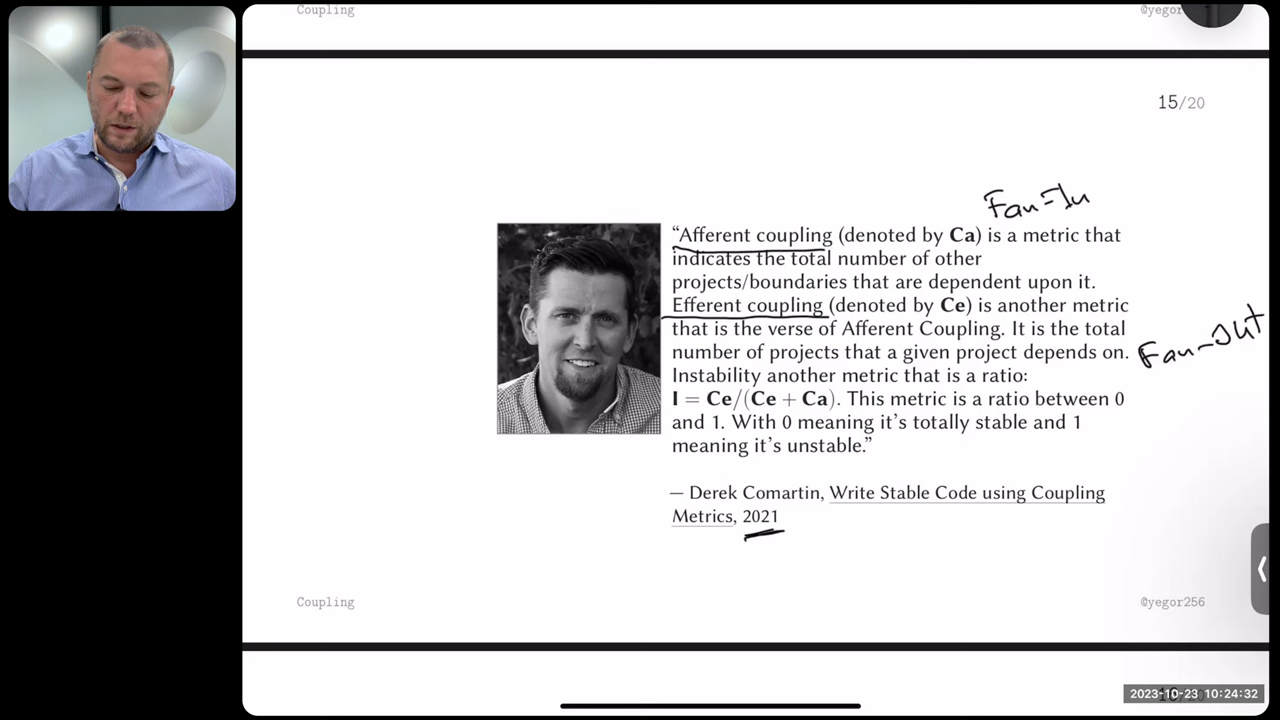 Coupling
@yegor
15/20
Fan-In
“Afferent coupling (denoted by Ca) is a metric that
indicates the total number of other
projects/boundaries that are dependent upon it.
Efferent coupling (denoted by Ce) is another metric
that is the verse of Afferent Coupling. It is the total
number of projects that a given project depends on.
Fan-Out
Instability another metric that is a ratio:
I = Ce/(Ce + Ca). This metric is a ratio between 0
and 1. With 0 meaning it’s totally stable and 1
meaning it’s unstable.”
— Derek Comartin, Write Stable Code using Coupling
Metrics, 2021
Coupling
@yegor256
2023-10-23 10:24:32